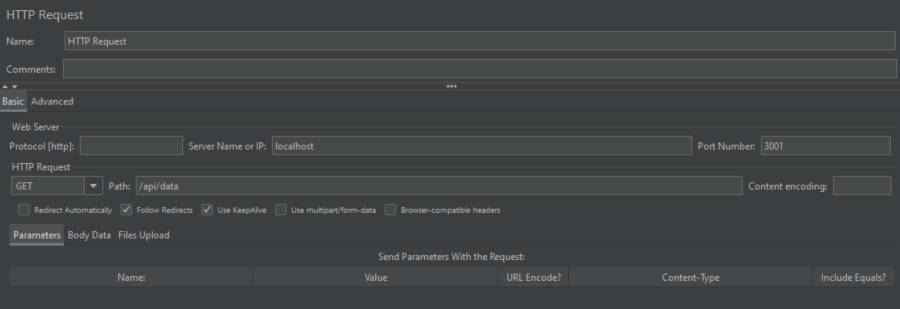 HTTP Request
Name: HTTP Request
Comments:
Basic Advanced
Web Server
Protocol [http]: Server Name or IP: localhost Port Number: 3001
HTTP Request
GET Path: /api/data Content encoding:
Redirect Automatically Follow Redirects Use KeepAlive Use multipart/form-data Browser-compatible headers
Parameters Body Data Files Upload
Send Parameters With the Request:
Name: Value URL Encode? Content-Type Include Equals?